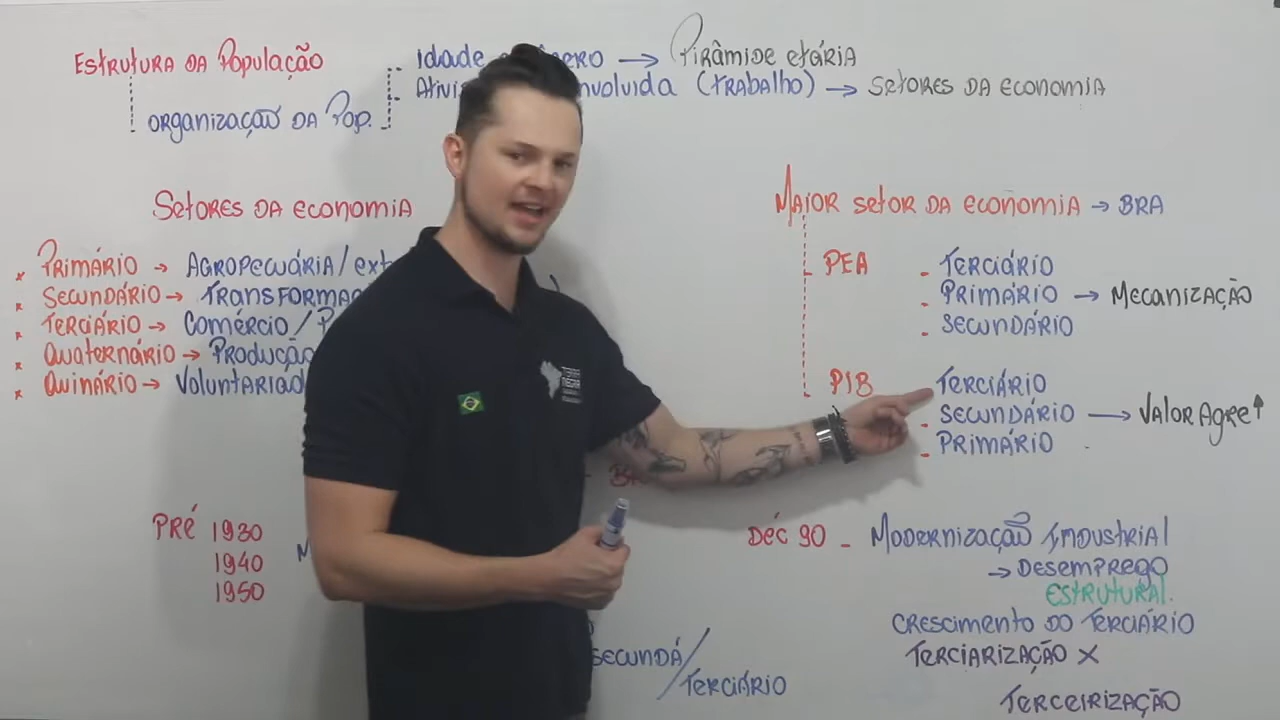 Estrutura da População
organização da Pop.
Idade
→ Pirâmide etária
(trabalho) → Setores da economia
Setores da economia
Primário → Agropecuária/
Secundário →
Terciário → Comércio /
Quaternário → Produção
Quinário →
Maior setor da economia → BRA
PEA
- Terciário
- Primário → Mecanização
- Secundário
PIB
Terciário
- Secundário → Valor Agre↑
- Primário
Pré 1930
1940
1950
Secundá/
Terciário
Déc 90 - Modernização Industrial
→ Desemprego
Estrutural.
Crescimento do Terciário
Terciarização x
Terceirização
TERRA
NEGRA